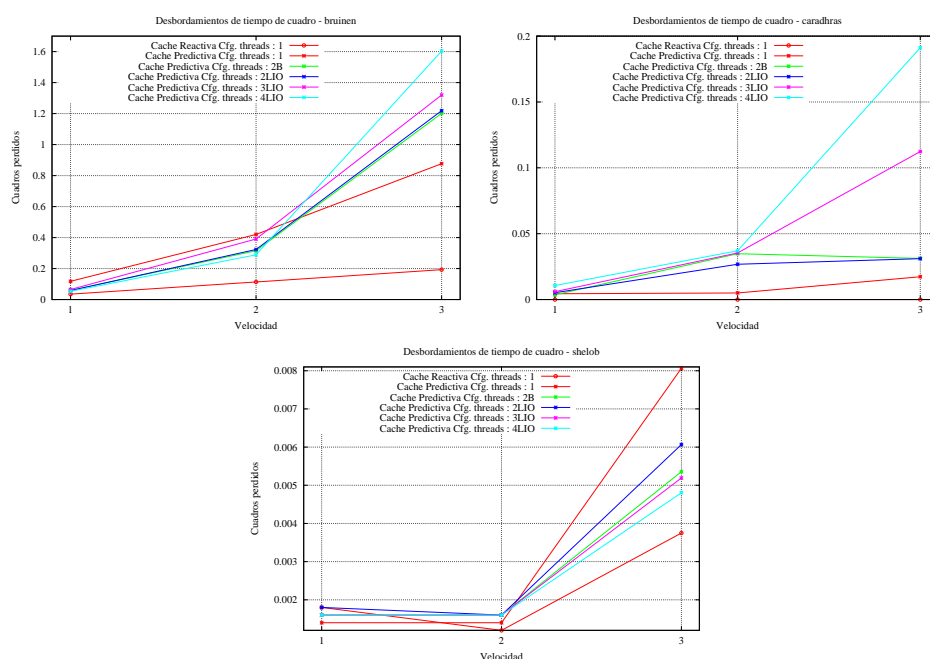 Desbordamientos de tiempo de cuadro - bruinen
Cache Reactiva Cfg. threads : 1
Cache Predictiva Cfg. threads : 1
Cache Predictiva Cfg. threads : 2B
Cache Predictiva Cfg. threads : 2LIO
Cache Predictiva Cfg. threads : 3LIO
Cache Predictiva Cfg. threads : 4LIO
Cuadros perdidos
1.6
1.4
1.2
1
0.8
0.6
0.4
0.2
0
1 2 3
Velocidad
Desbordamientos de tiempo de cuadro - caradhras
Cache Reactiva Cfg. threads : 1
Cache Predictiva Cfg. threads : 1
Cache Predictiva Cfg. threads : 2B
Cache Predictiva Cfg. threads : 2LIO
Cache Predictiva Cfg. threads : 3LIO
Cache Predictiva Cfg. threads : 4LIO
Cuadros perdidos
0.2
0.15
0.1
0.05
0
1 2 3
Velocidad
Desbordamientos de tiempo de cuadro - shelob
Cache Reactiva Cfg. threads : 1
Cache Predictiva Cfg. threads : 1
Cache Predictiva Cfg. threads : 2B
Cache Predictiva Cfg. threads : 2LIO
Cache Predictiva Cfg. threads : 3LIO
Cache Predictiva Cfg. threads : 4LIO
Cuadros perdidos
0.008
0.007
0.006
0.005
0.004
0.003
0.002
1 2 3
Velocidad